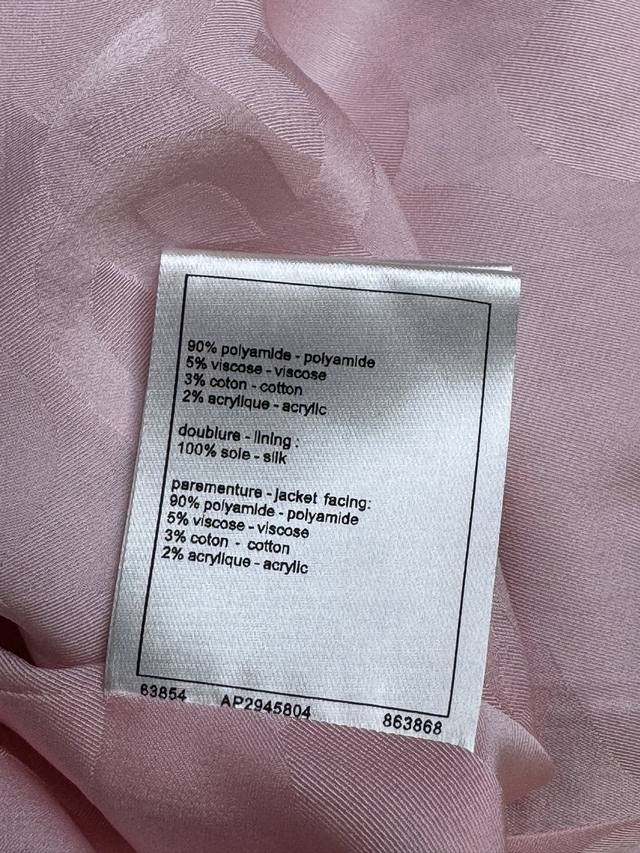 90% polyamide - polyamide
5% viscose - viscose
3% coton - cotton
2% acrylique - acrylic
doublure - lining :
100% soie - silk
parementure - jacket facing:
90% polyamide - polyamide
5% viscose - viscose
3% coton - cotton
2% acrylique - acrylic
63854 AP2945804 863868